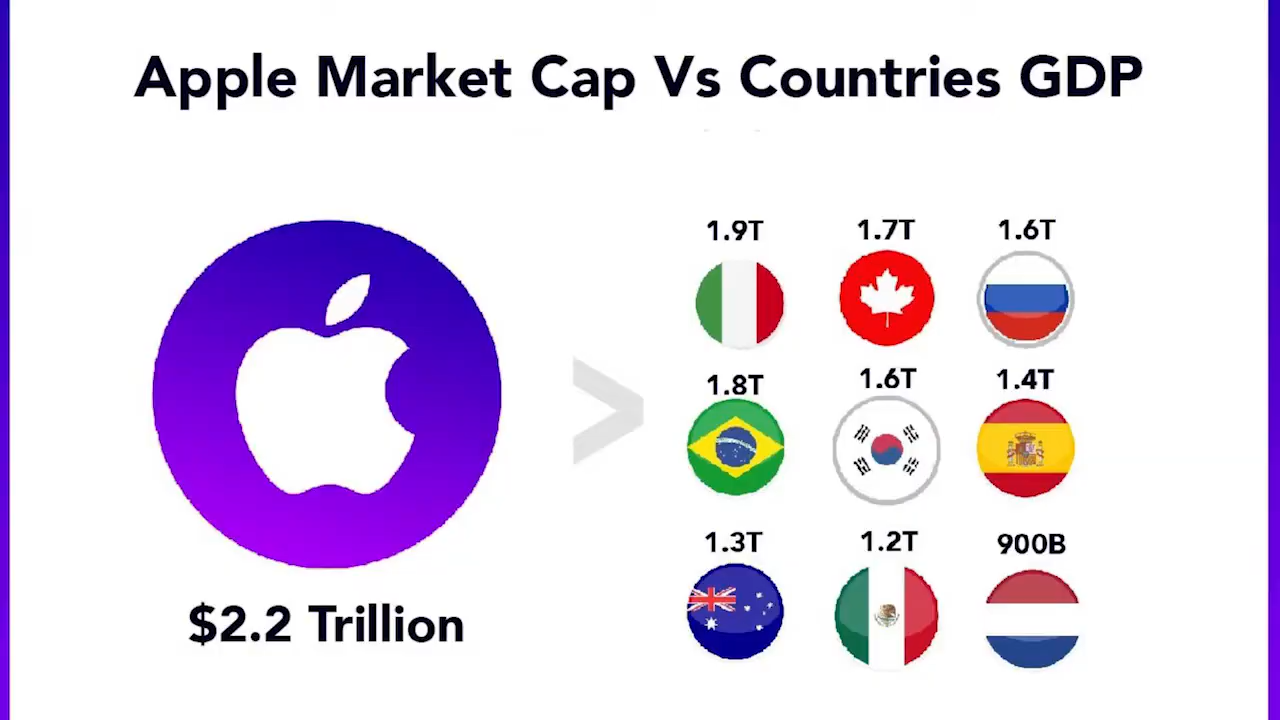 Apple Market Cap Vs Countries GDP
1.9T 1.7T 1.6T
1.8T 1.6T 1.4T
1.3T 1.2T 900B
$2.2 Trillion